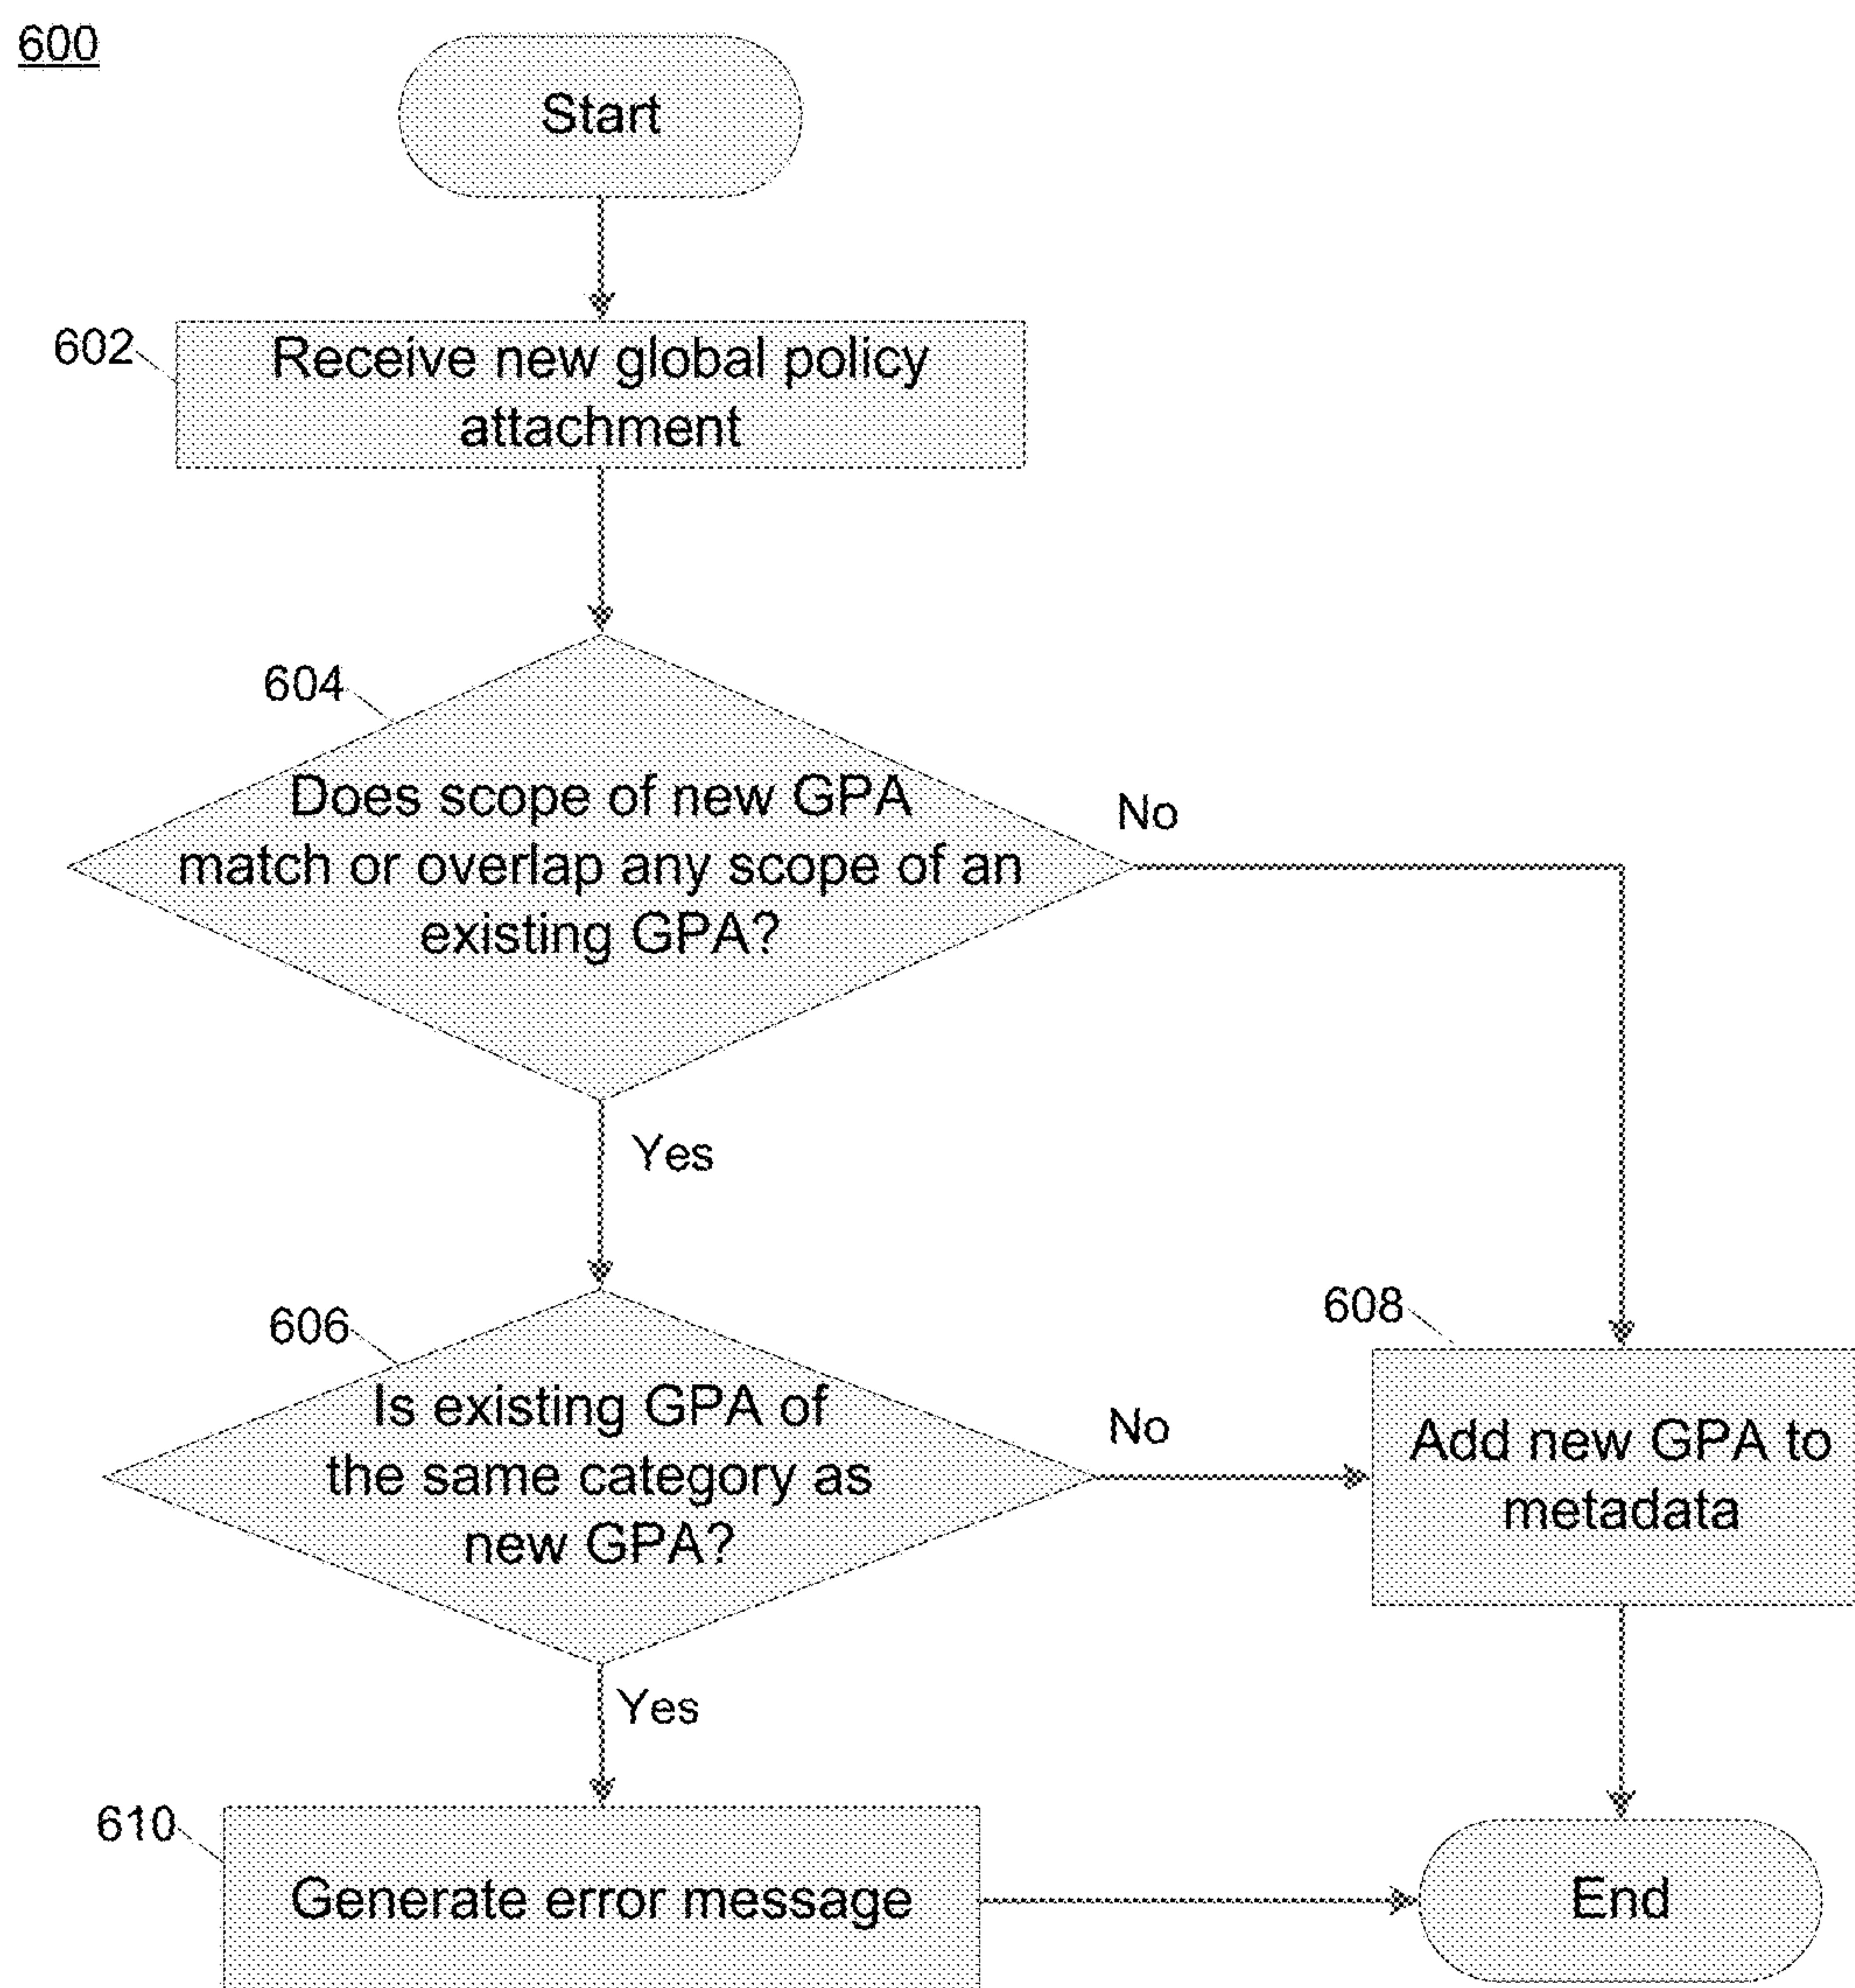 600
Start
602
Receive new global policy
attachment
604
Does scope of new GPA
match or overlap any scope of an
existing GPA?
No
Yes
606
Is existing GPA of
the same category as
new GPA?
No
608
Add new GPA to
metadata
Yes
610
Generate error message
End